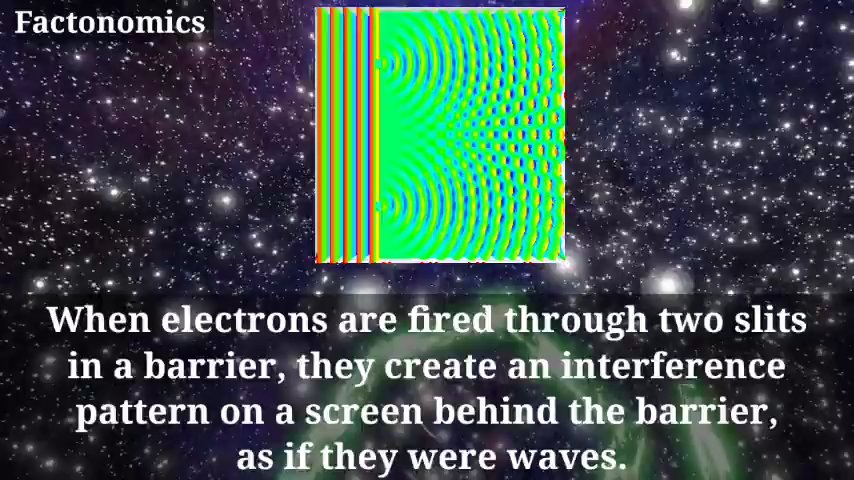 Factonomics
When electrons are fired through two slits
in a barrier, they create an interference
pattern on a screen behind the barrier,
as if they were waves.